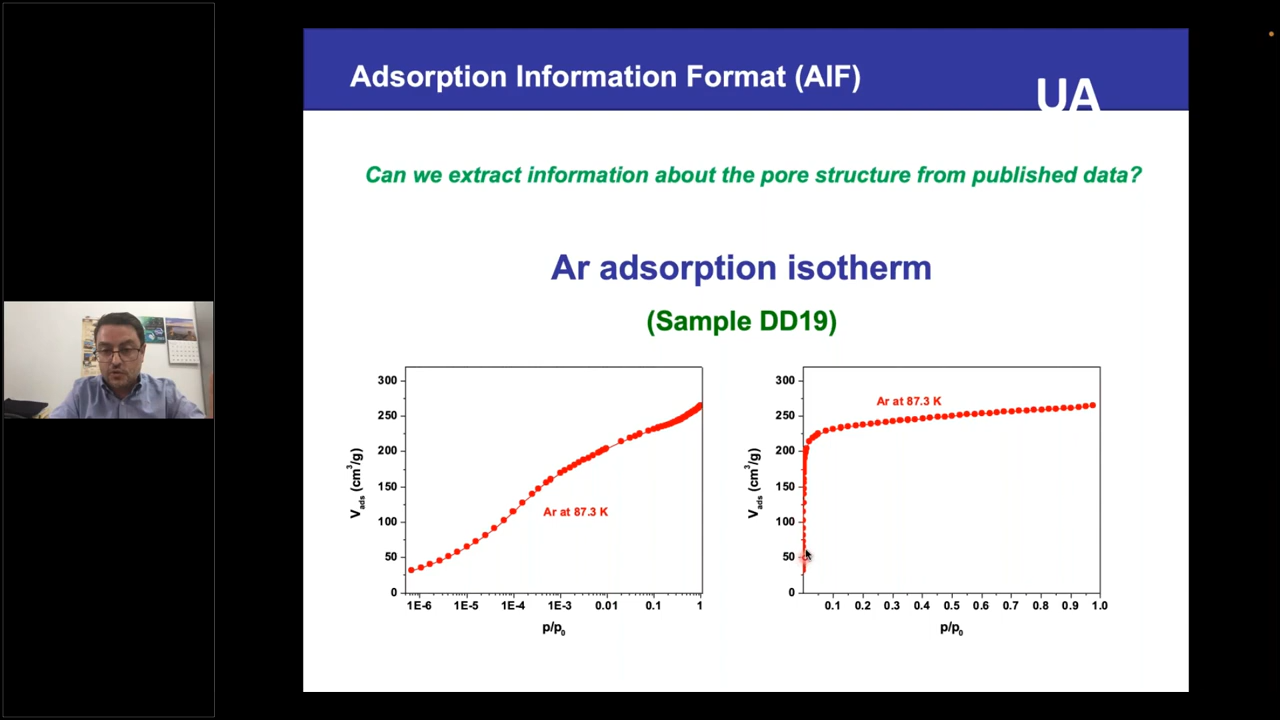 Adsorption Information Format (AIF)
UA
Can we extract information about the pore structure from published data?
Ar adsorption isotherm
(Sample DD19)
300
250
200
150
100
50
0
V_ads (cm³/g)
Ar at 87.3 K
1E-6 1E-5 1E-4 1E-3 0.01 0.1 1
p/p₀
300
250
200
150
100
50
0
V_ads (cm³/g)
Ar at 87.3 K
0.1 0.2 0.3 0.4 0.5 0.6 0.7 0.8 0.9 1.0
p/p₀